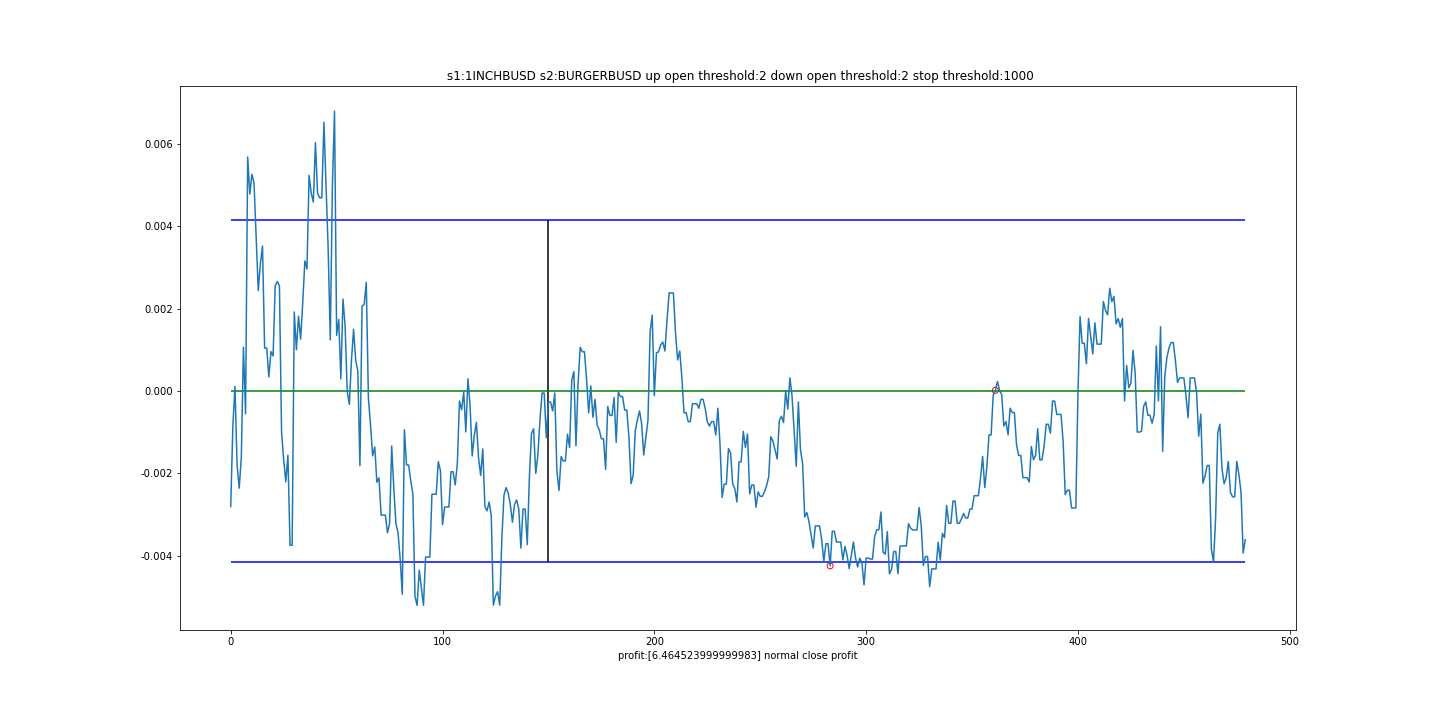 s1:1INCHBUSD s2:BURGERBUSD up open threshold:2 down open threshold:2 stop threshold:1000
0.006
0.004
0.002
0.000
-0.002
-0.004
0 100 200 300 400 500
profit:[6.464523999999983] normal close profit